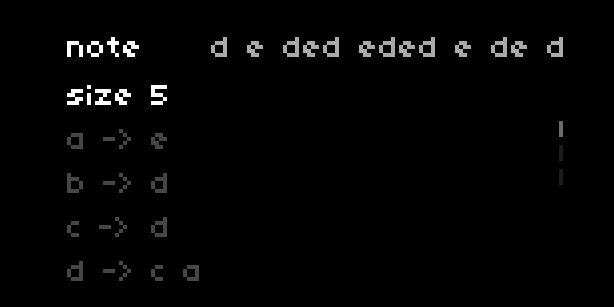 note d e ded eded e de d
size 5
a -> e
b -> d
c -> d
d -> c a